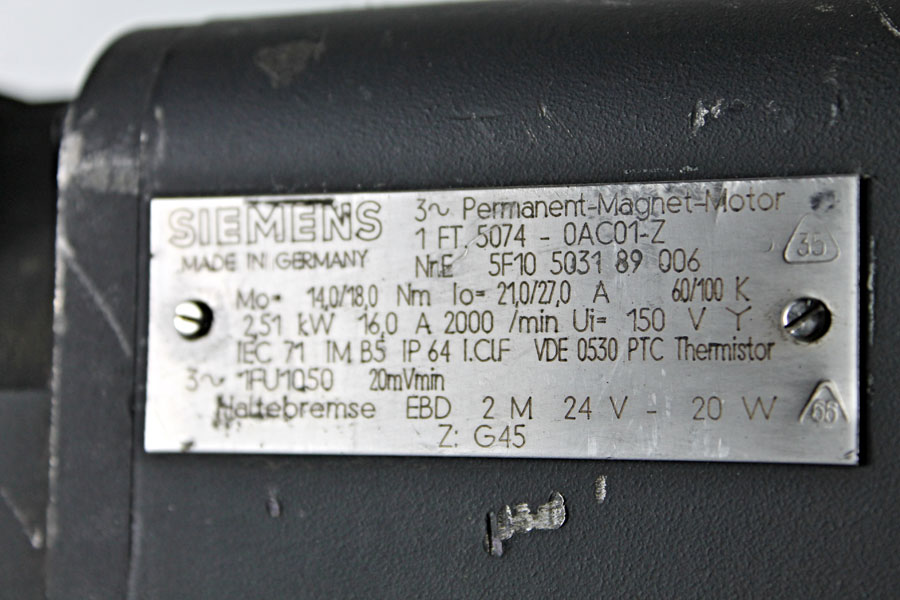 SIEMENS 3~ Permanent-Magnet-Motor
1 FT 5074 - 0AC01-Z 35
MADE IN GERMANY Nr.E 5F10 5031 89 006
Mo= 14,0/18,0 Nm Io= 21,0/27,0 A 60/100 K
2,51 kW 16,0 A 2000 /min Ui= 150 V Y
IEC 71 IM B5 IP 64 I.CL.F VDE 0530 PTC Thermistor
3~ 1FU1050 20mVmin
Haltebremse EBD 2 M 24 V - 20 W 66
Z: G45